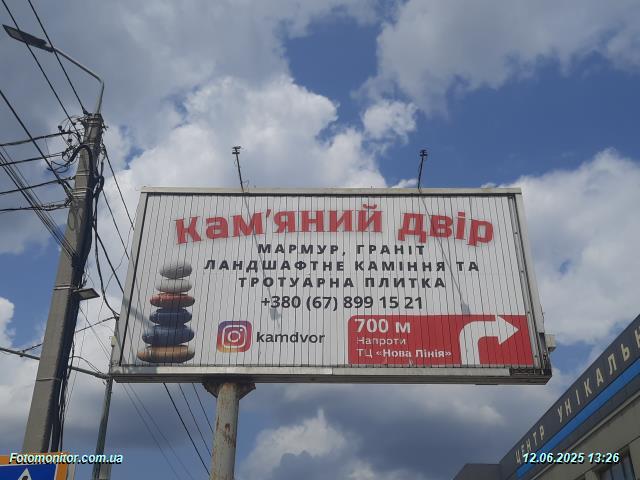 Кам'яний двір
МАРМУР, ГРАНІТ
ЛАНДШАФТНЕ КАМІННЯ ТА
ТРОТУАРНА ПЛИТКА
+380 (67) 899 15 21
kamdvor
700 м
Напроти
ТЦ «Нова Лінія»
ЦЕНТР УНІКАЛЬ
Fotomonitor.com.ua
12.06.2025 13:26